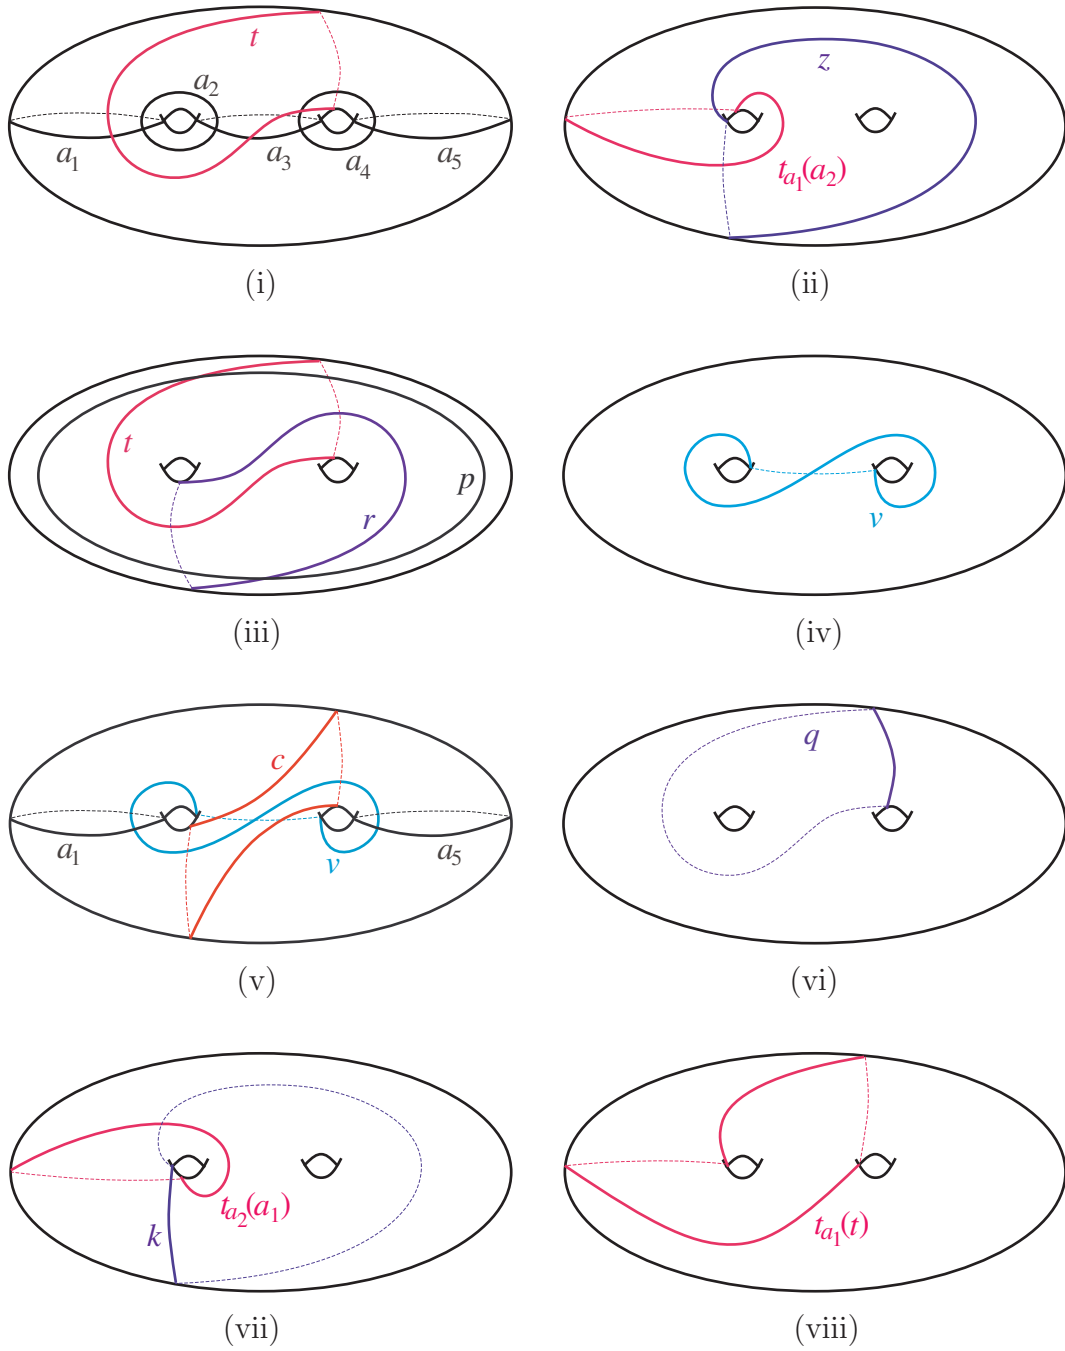 t
a2
a1
a3
a4
a5
(i)
z
ta1(a2)
(ii)
t
p
r
(iii)
v
(iv)
c
a1
v
a5
(v)
q
(vi)
ta2(a1)
k
(vii)
ta1(t)
(viii)